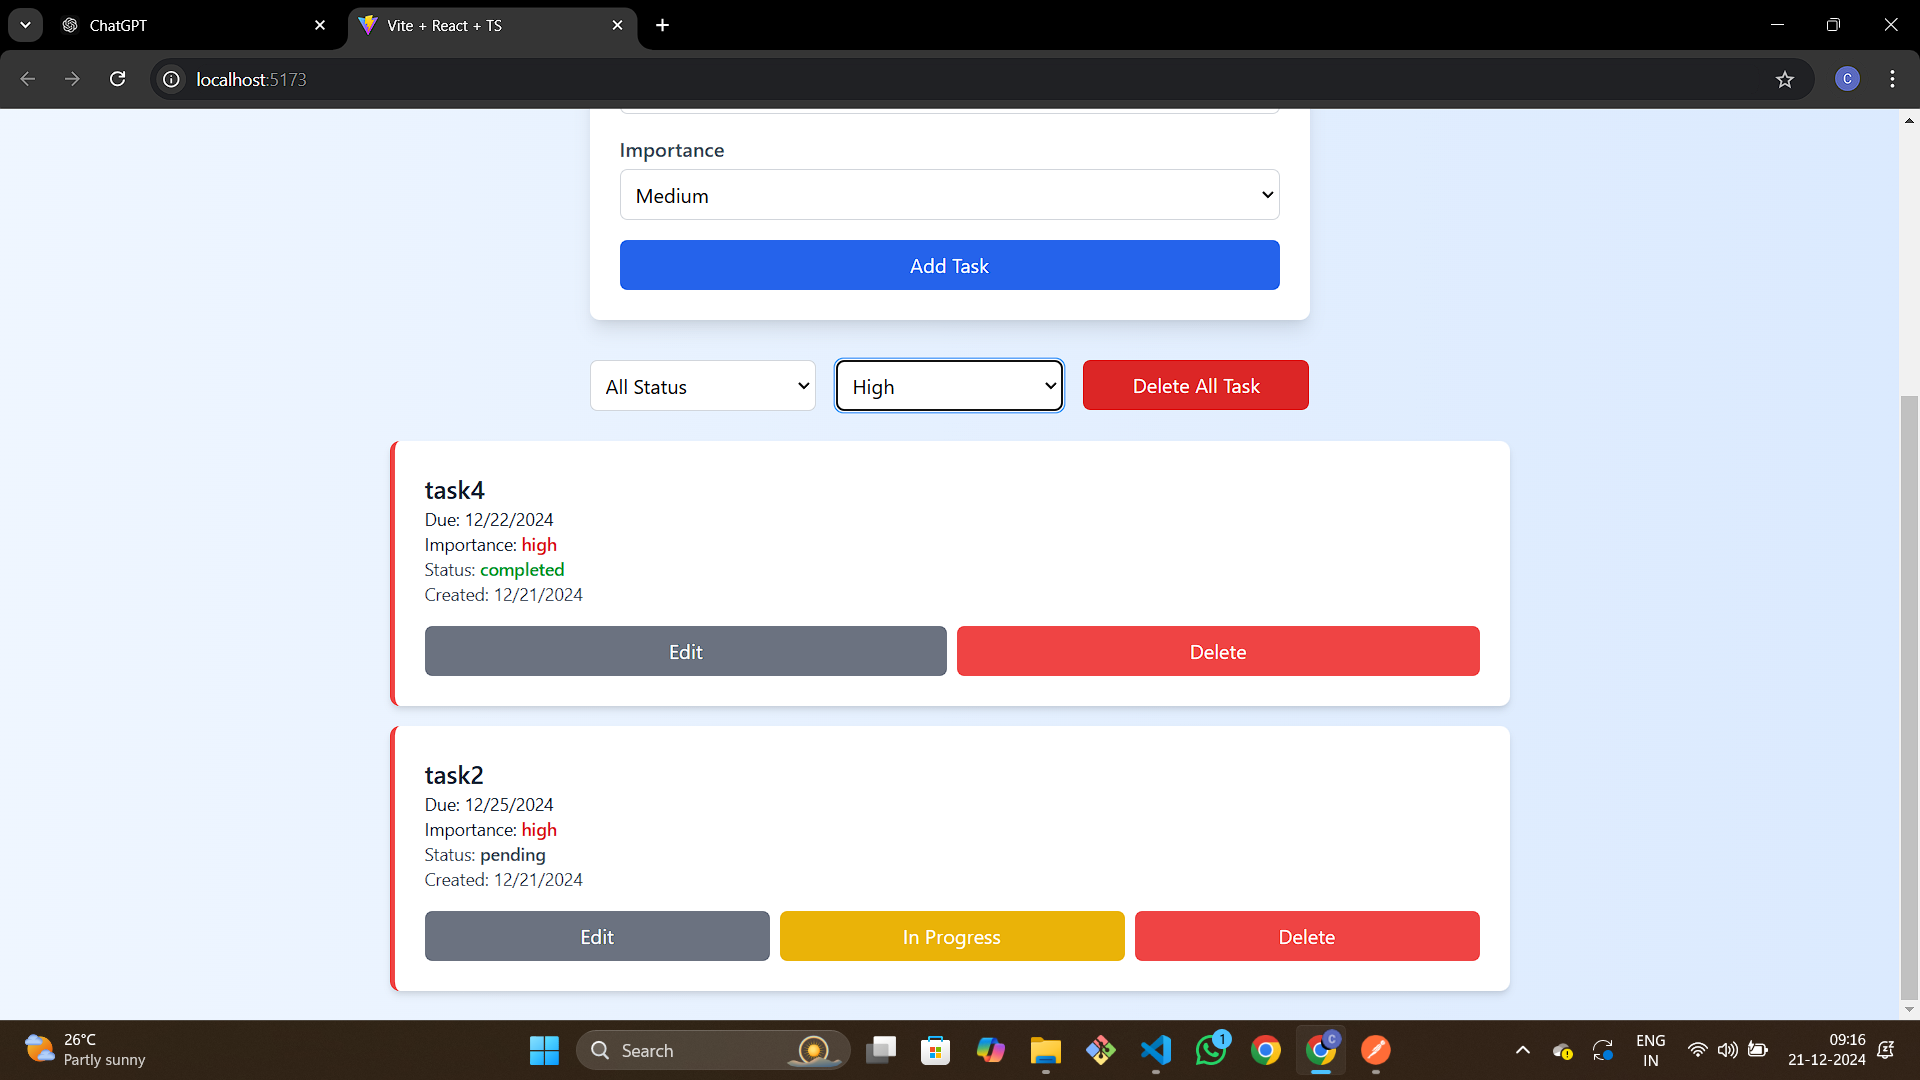 ChatGPT
Vite + React + TS
localhost:5173
C
Importance
Medium
Add Task
All Status
High
Delete All Task
task4
Due: 12/22/2024
Importance: high
Status: completed
Created: 12/21/2024
Edit
Delete
task2
Due: 12/25/2024
Importance: high
Status: pending
Created: 12/21/2024
Edit
In Progress
Delete
26°C
Partly sunny
Search
1
C
ENG
IN
09:16
21-12-2024